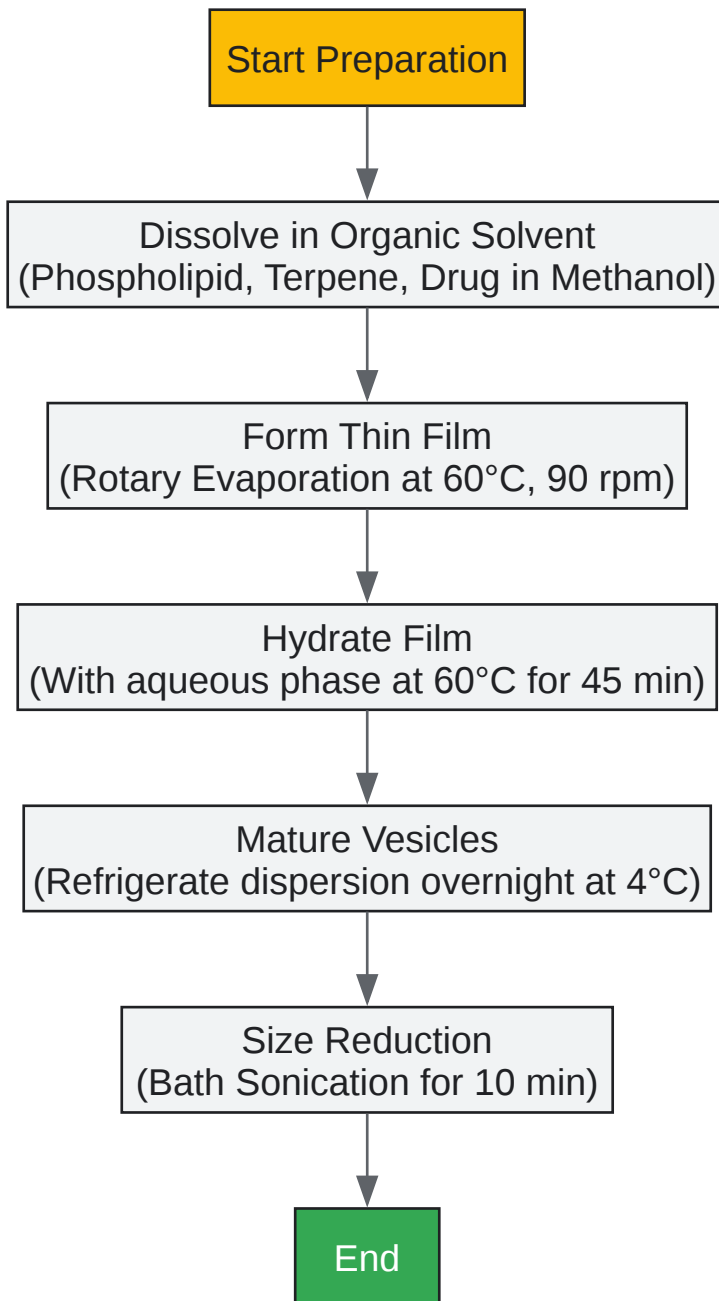 Start Preparation
Dissolve in Organic Solvent
(Phospholipid, Terpene, Drug in Methanol)
Form Thin Film
(Rotary Evaporation at 60°C, 90 rpm)
Hydrate Film
(With aqueous phase at 60°C for 45 min)
Mature Vesicles
(Refrigerate dispersion overnight at 4°C)
Size Reduction
(Bath Sonication for 10 min)
End